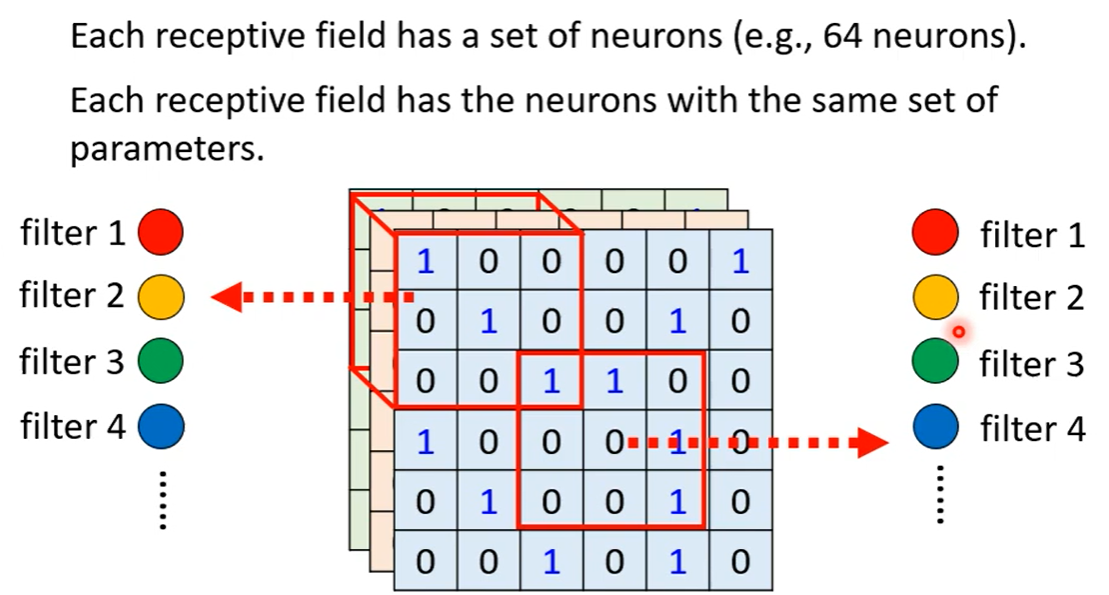 Each receptive field has a set of neurons (e.g., 64 neurons).
Each receptive field has the neurons with the same set of
parameters.
filter 1
filter 2
filter 3
filter 4
1 0 0 0 0 1
0 1 0 0 1 0
0 0 1 1 0 0
1 0 0 0 1 0
0 1 0 0 1 0
0 0 1 0 1 0
filter 1
filter 2
filter 3
filter 4